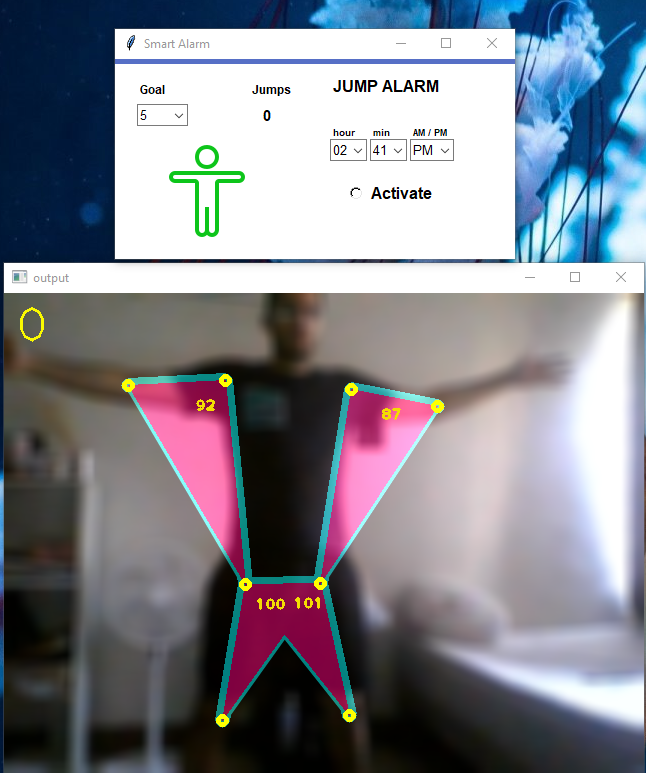 Smart Alarm
Goal Jumps JUMP ALARM
5 0
hour min AM / PM
02 41 PM
Activate
output
0
92 87
100 101